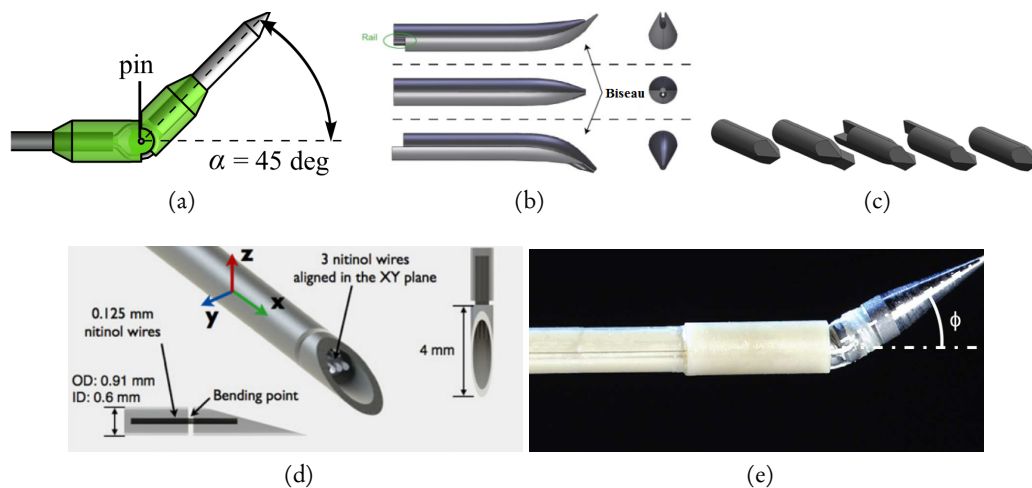 pin
α = 45 deg
(a)
Rail
Biseau
(b)
(c)
3 nitinol wires
aligned in the XY plane
z
y
x
0.125 mm
nitinol wires
4 mm
OD: 0.91 mm
ID: 0.6 mm
Bending point
(d)
ϕ
(e)